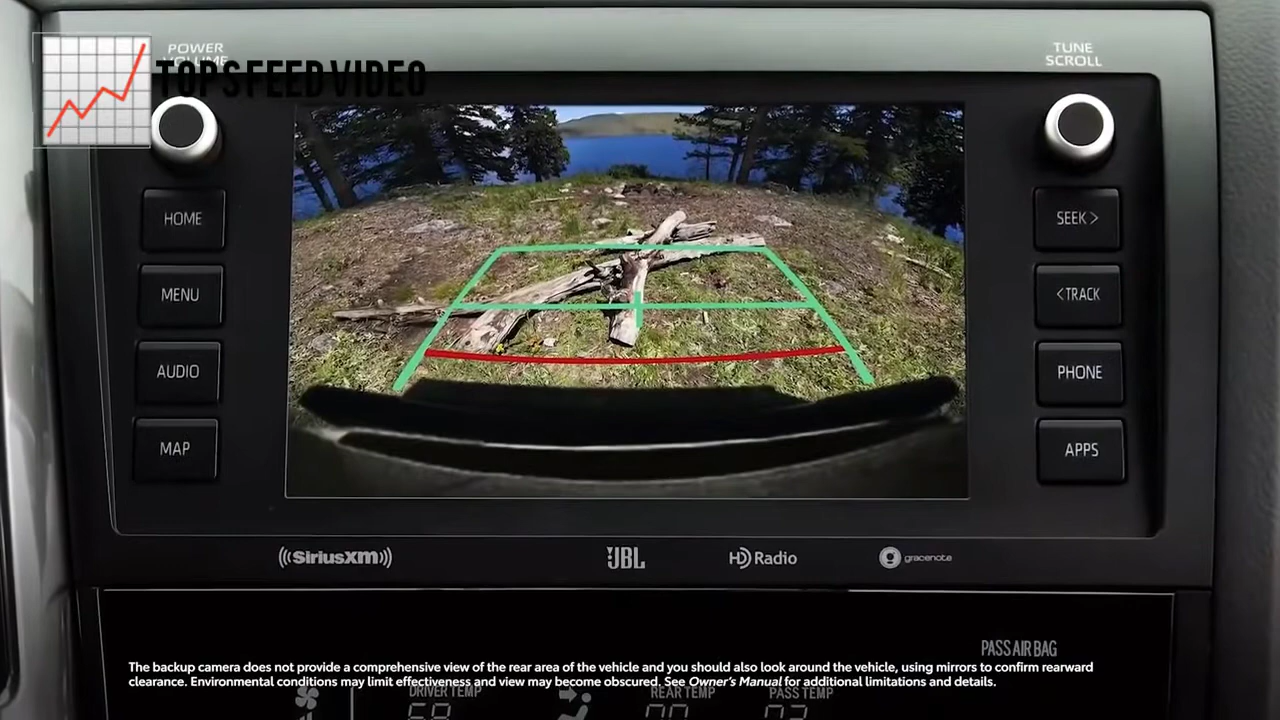 POWER
VOLUME
TUNE
SCROLL
TOPSFEEDVIDEO
HOME
SEEK >
MENU
< TRACK
AUDIO
PHONE
MAP
APPS
((SiriusXM))
JBL
HD Radio
gracenote
PASS AIR BAG
The backup camera does not provide a comprehensive view of the rear area of the vehicle and you should also look around the vehicle, using mirrors to confirm rearward
clearance. Environmental conditions may limit effectiveness and view may become obscured. See Owner's Manual for additional limitations and details.
DRIVER TEMP
REAR TEMP
PASS TEMP